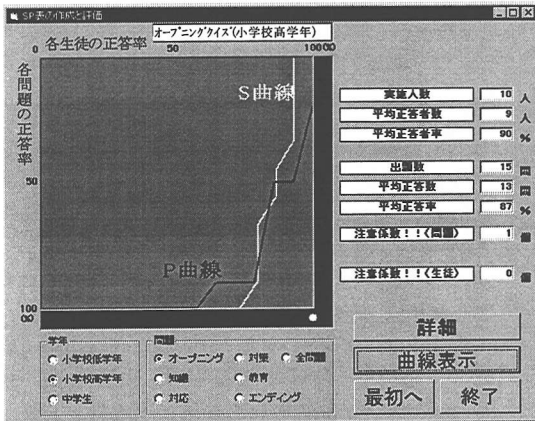 SP表の作成と評価
各生徒の正答率
オープニングクイズ(小学校高学年)
0
50
100(%)
各問題の正答率
50
100
(%)
S曲線
P曲線
実施人数 10 人
平均正答者数 9 人
平均正答者率 90 %
出題数 15 問
平均正答数 13 問
平均正答率 87 %
注意係数!!(問題) 1 個
注意係数!!(生徒) 0 個
学年
小学校低学年
小学校高学年
中学生
問題
オープニング 対策 全問題
知識 教育
対応 エンディング
詳細
曲線表示
最初へ 終了